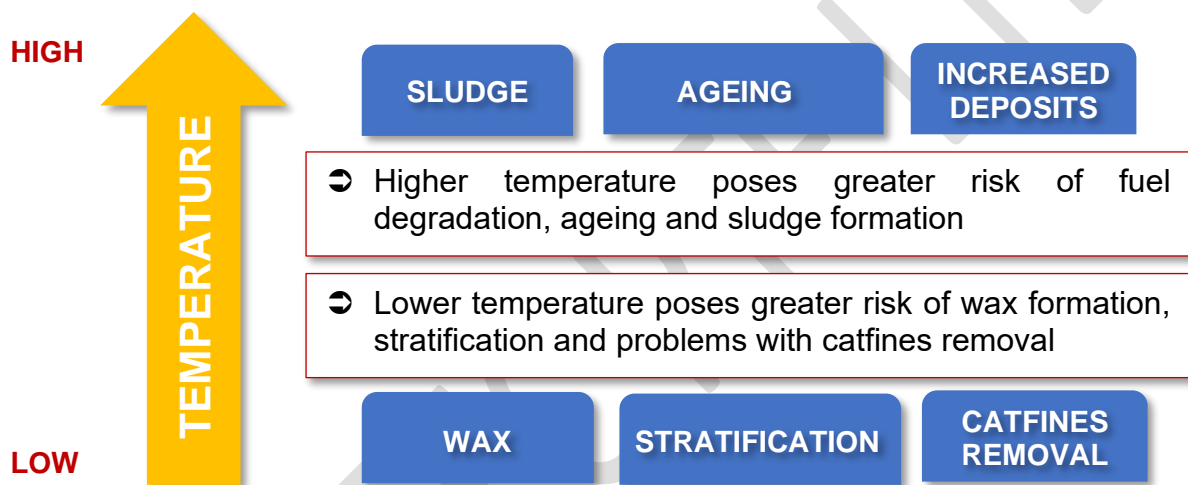 HIGH
SLUDGE
AGEING
INCREASED
DEPOSITS
TEMPERATURE
➲ Higher temperature poses greater risk of fuel
degradation, ageing and sludge formation
➲ Lower temperature poses greater risk of wax formation,
stratification and problems with catfines removal
WAX
STRATIFICATION
CATFINES
REMOVAL
LOW